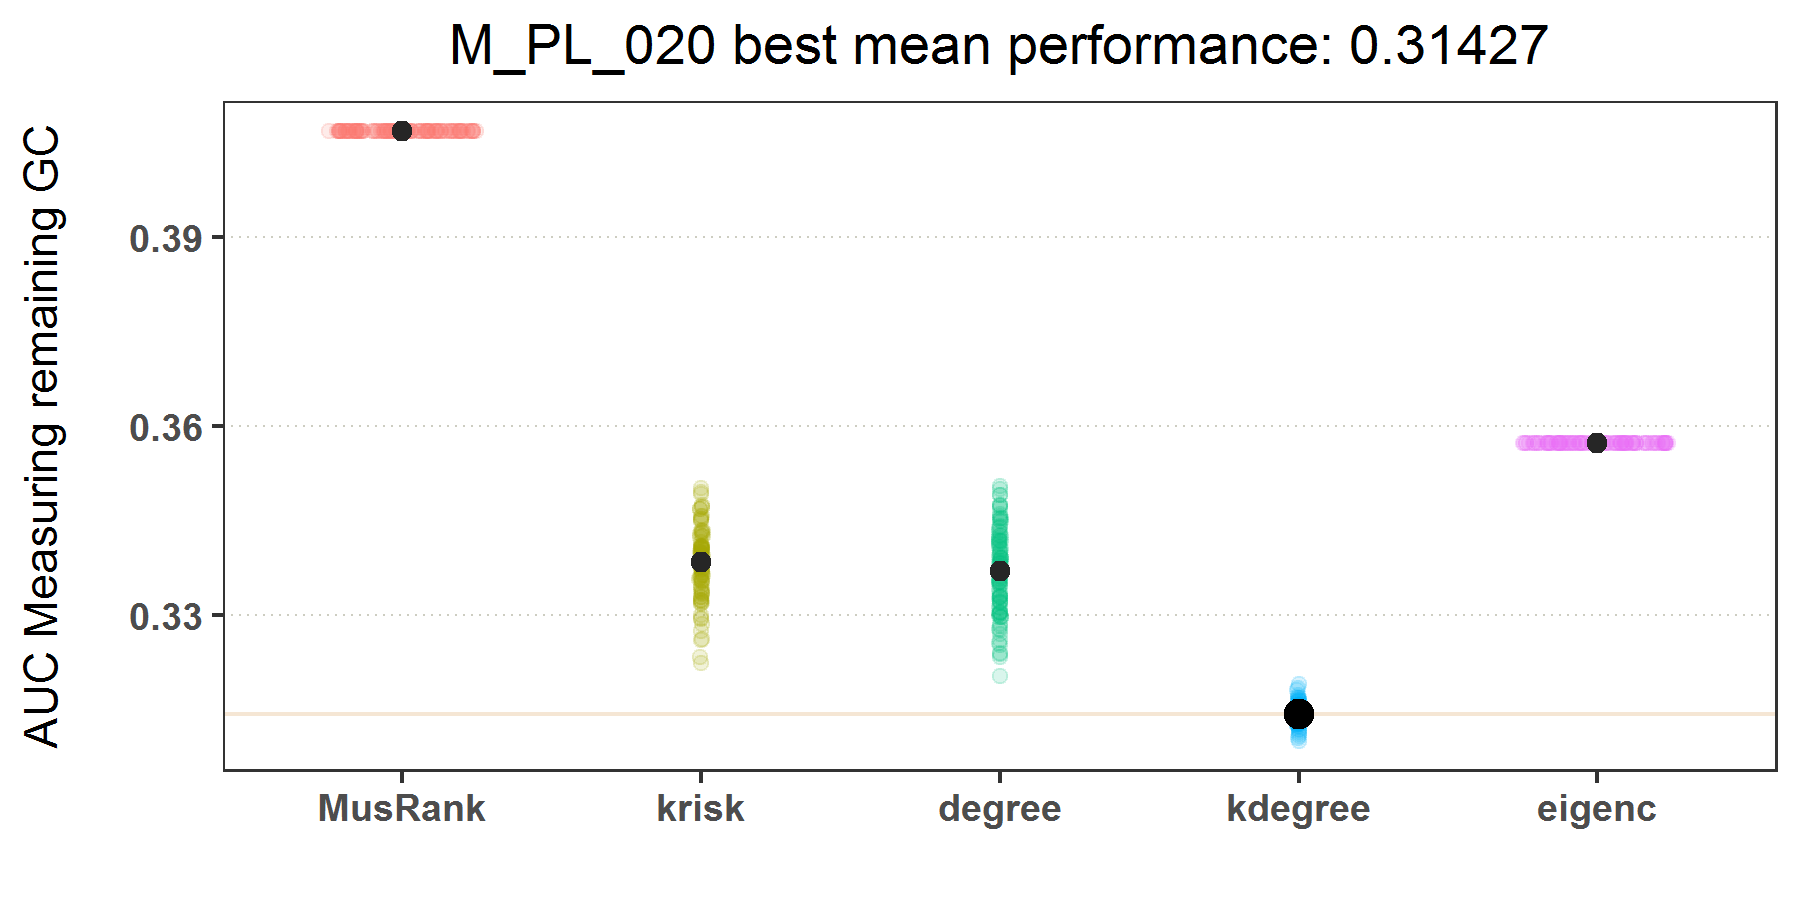 M_PL_020 best mean performance: 0.31427
AUC Measuring remaining GC
0.39
0.36
0.33
MusRank krisk degree kdegree eigenc